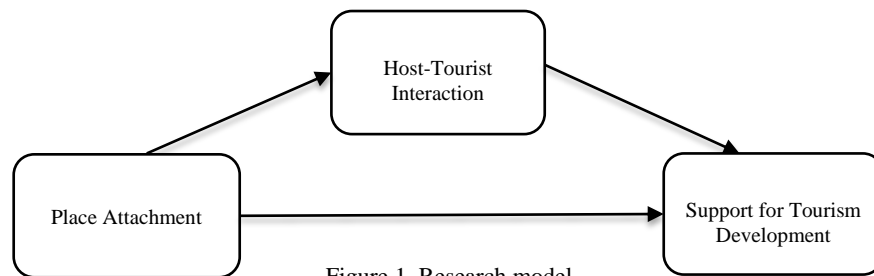 Host-Tourist
Interaction
Place Attachment
Support for Tourism
Development
Figure 1. Research model